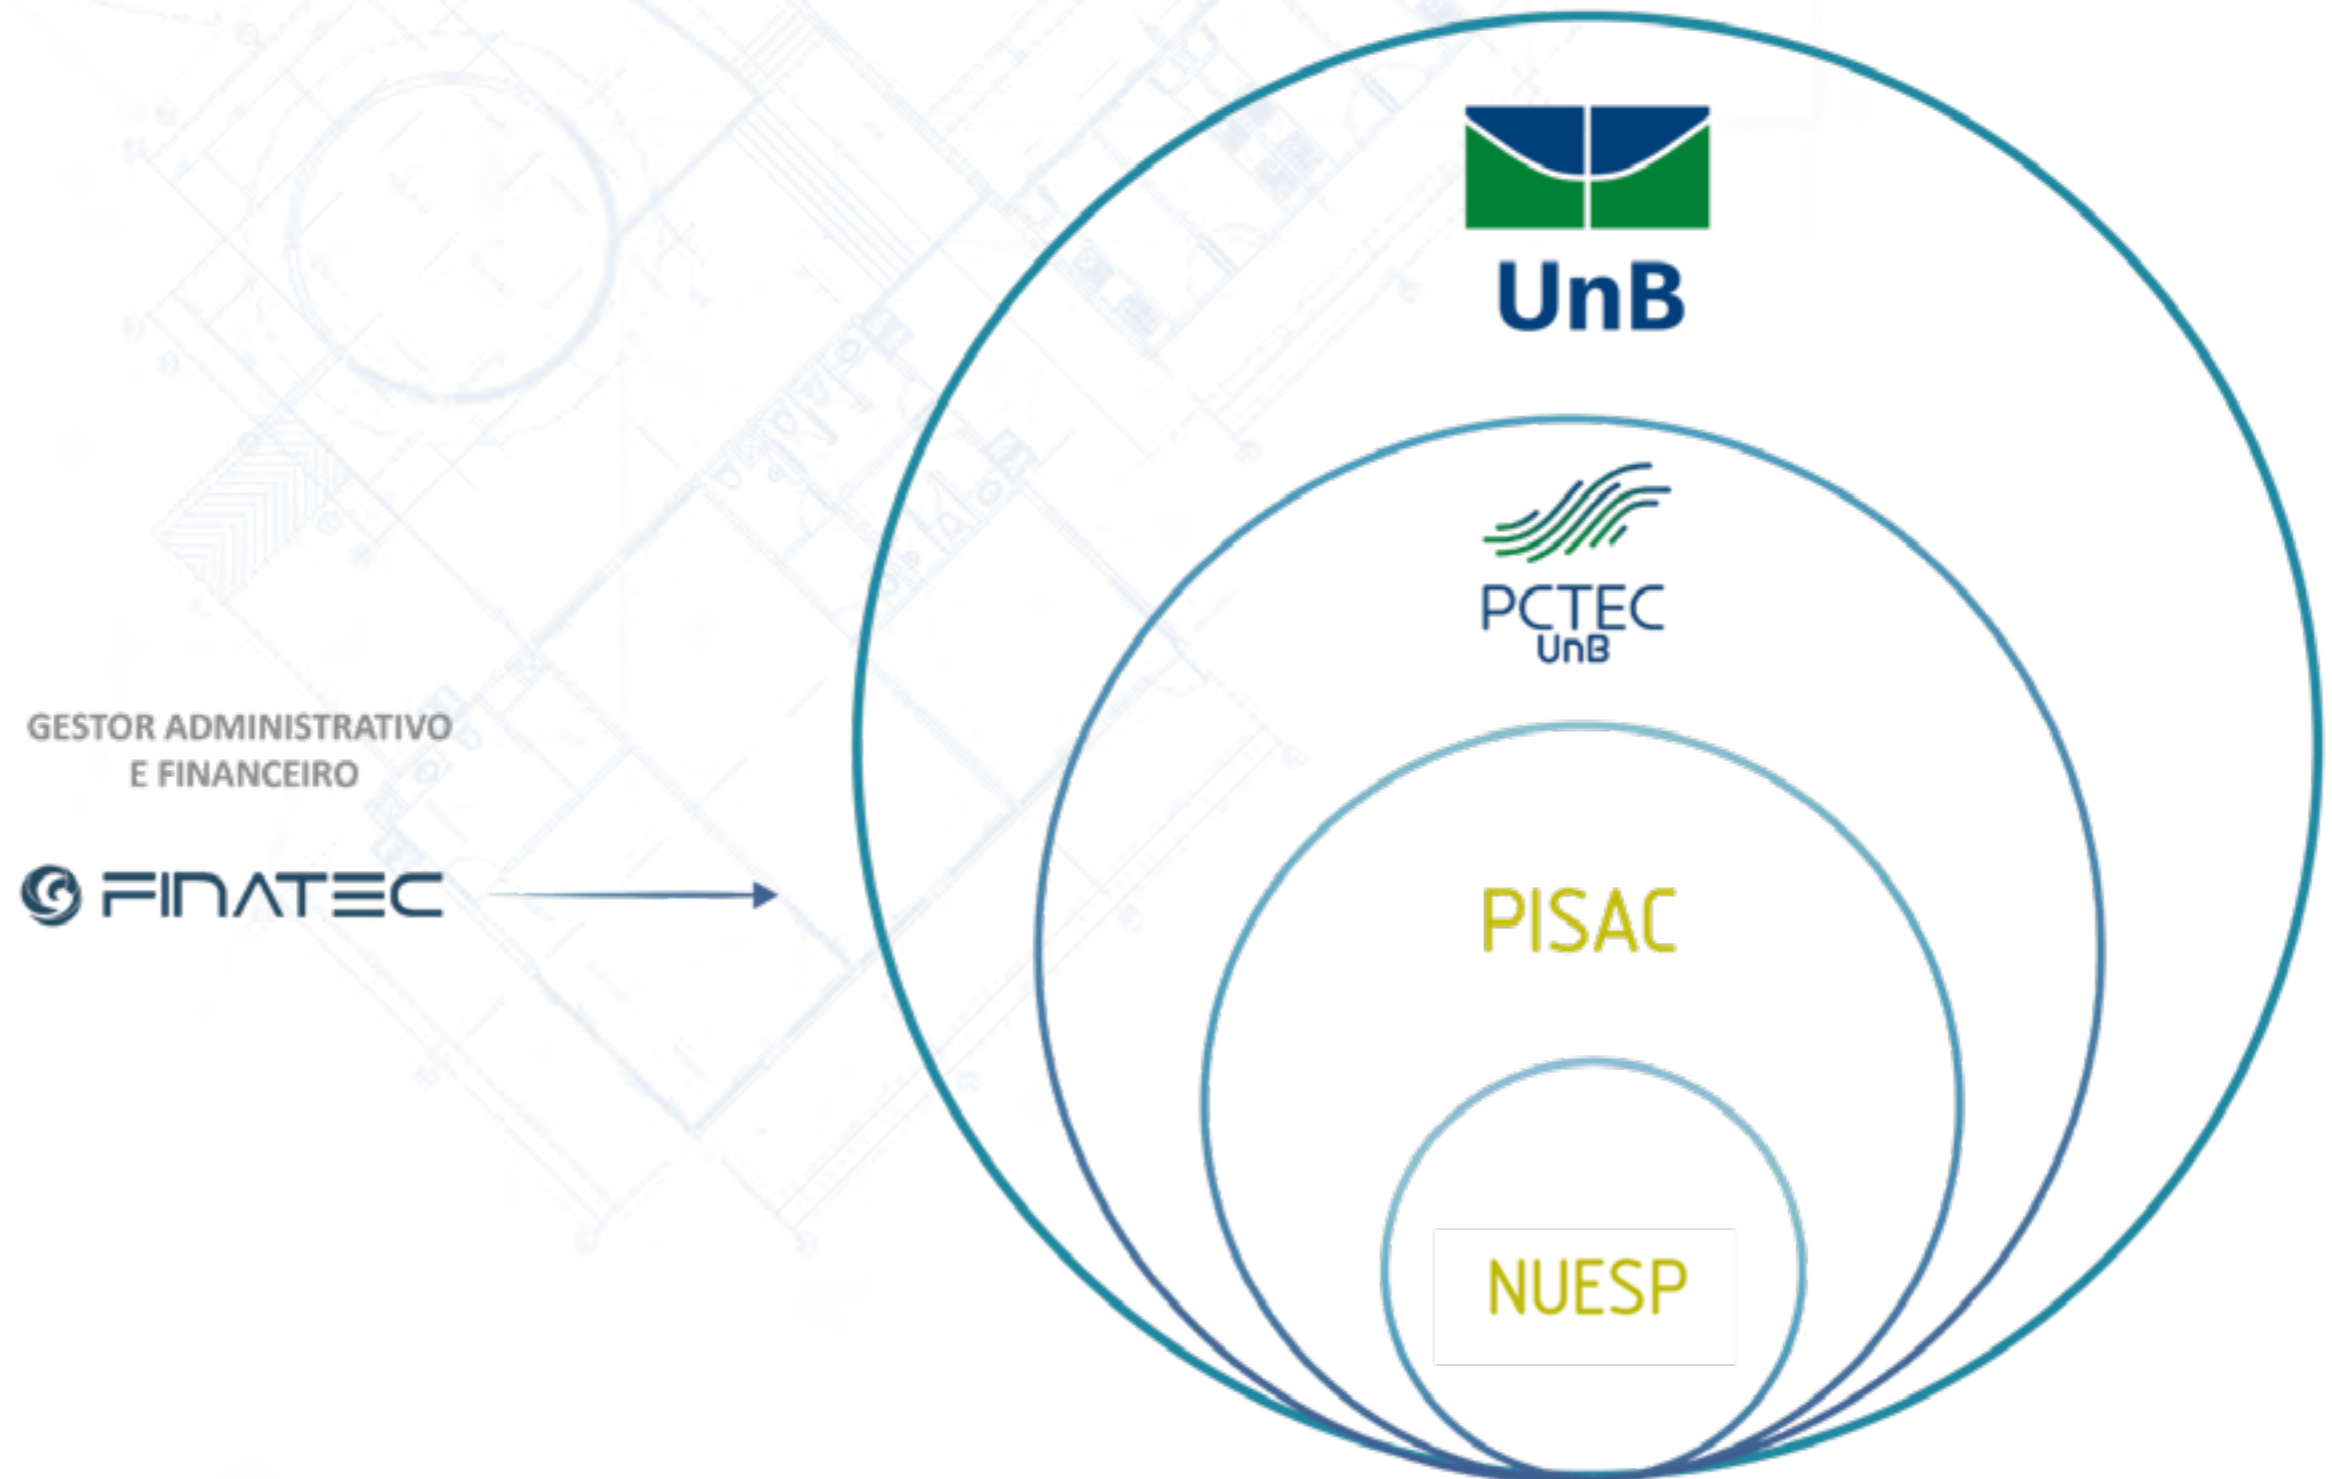 UnB
PCTEC
UnB
GESTOR ADMINISTRATIVO
E FINANCEIRO
FINATEC
PISAC
NUESP